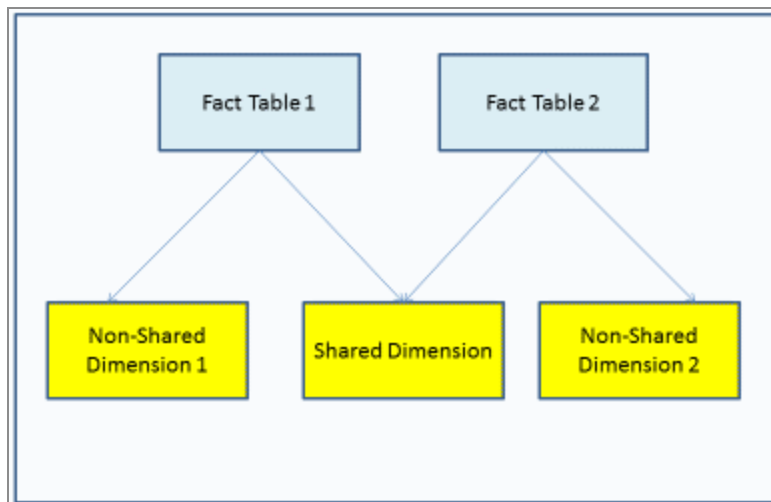 Fact Table 1
Fact Table 2
Non-Shared
Dimension 1
Shared Dimension
Non-Shared
Dimension 2